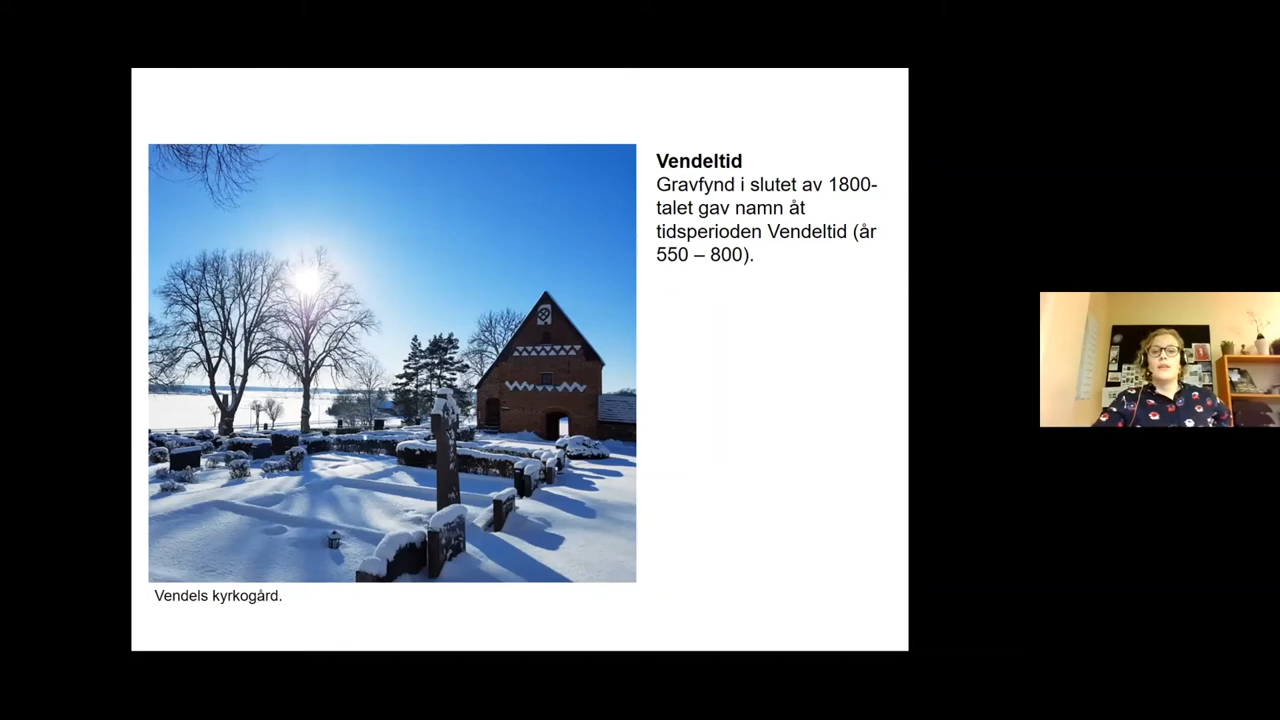 Vendeltid
Gravfynd i slutet av 1800-
talet gav namn åt
tidsperioden Vendeltid (år
550 – 800).
Vendels kyrkogård.